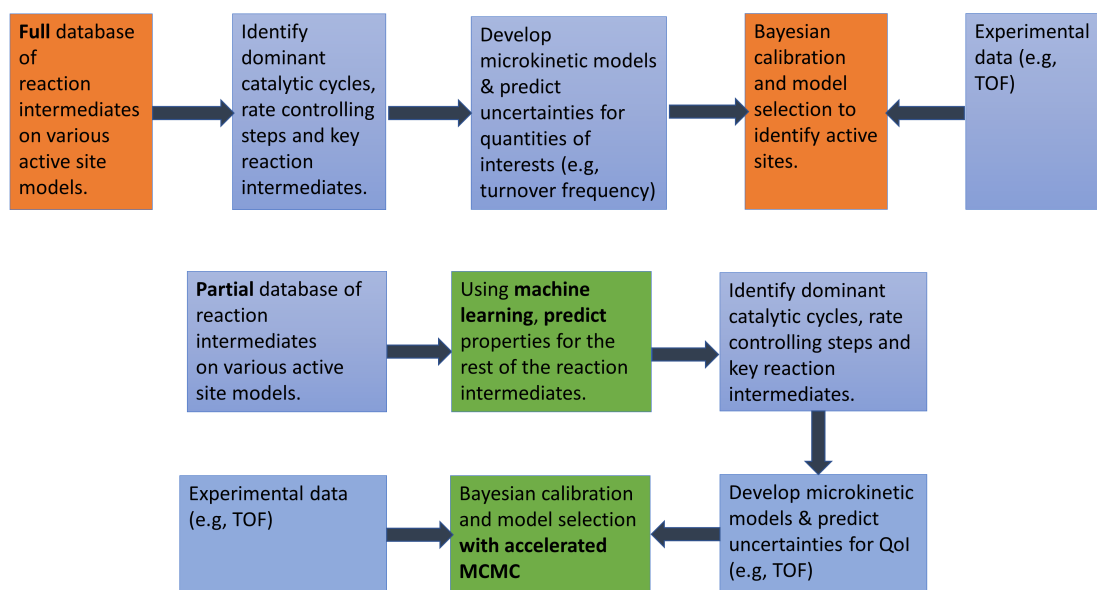 Full database
of
reaction
intermediates
on various
active site
models.
Identify
dominant
catalytic cycles,
rate controlling
steps and key
reaction
intermediates.
Develop
microkinetic models
& predict
uncertainties for
quantities of
interests (e.g,
turnover frequency)
Bayesian
calibration
and model
selection to
identify active
sites.
Experimental
data (e.g,
TOF)
Partial database of
reaction
intermediates
on various active
site models.
Using machine
learning, predict
properties for the
rest of the reaction
intermediates.
Identify dominant
catalytic cycles, rate
controlling steps and
key reaction
intermediates.
Experimental data
(e.g, TOF)
Bayesian calibration
and model selection
with accelerated
MCMC
Develop microkinetic
models & predict
uncertainties for QoI
(e.g, TOF)